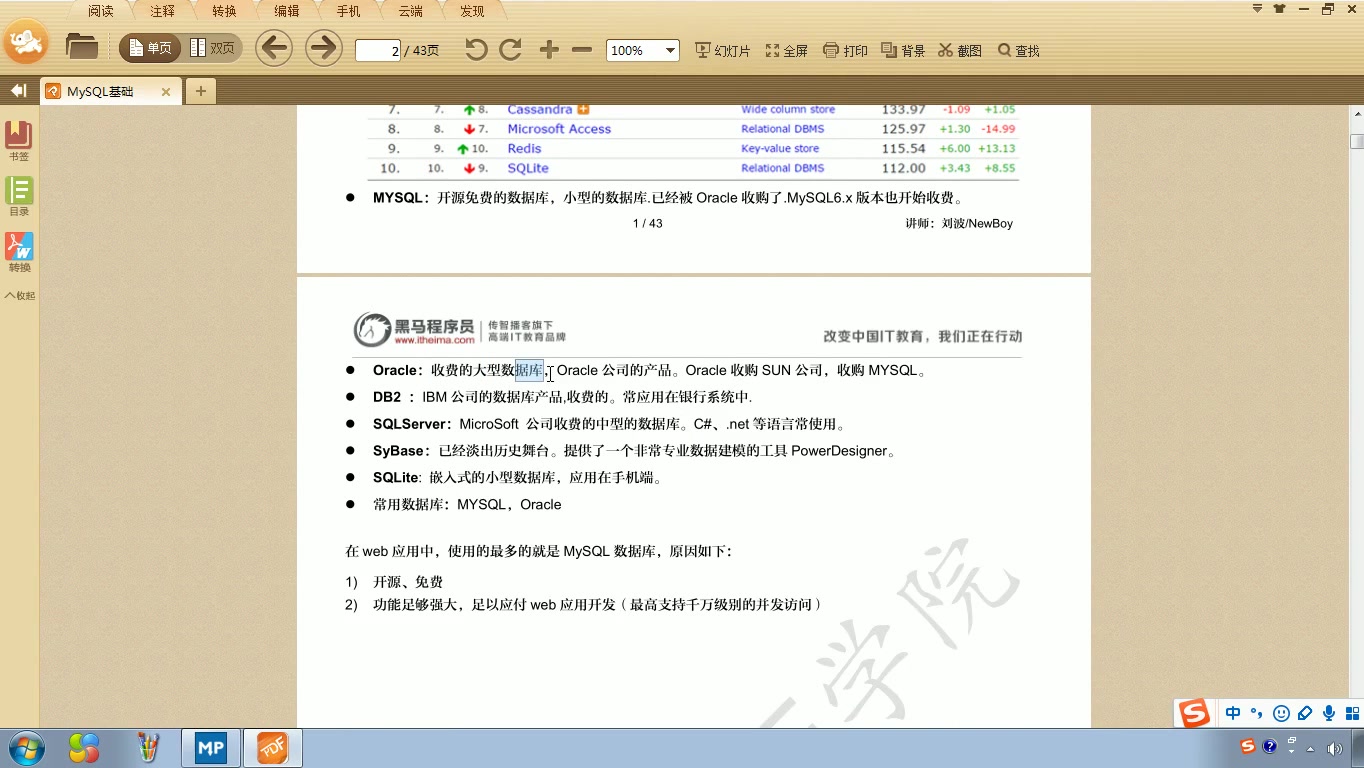 阅读 注释 转换 编辑 手机 云端 发现
单页 双页 2 / 43页 100% 幻灯片 全屏 打印 背景 截图 查找
MySQL基础
书签
目录
转换
收起
7. 7. 8. Cassandra Wide column store 133.97 -1.09 +1.05
8. 8. 7. Microsoft Access Relational DBMS 125.97 +1.30 -14.99
9. 9. 10. Redis Key-value store 115.54 +6.00 +13.13
10. 10. 9. SQLite Relational DBMS 112.00 +3.43 +8.55
● MYSQL：开源免费的数据库，小型的数据库.已经被 Oracle 收购了.MySQL6.x 版本也开始收费。
1 / 43 讲师：刘波/NewBoy
黑马程序员 www.itheima.com 传智播客旗下 高端IT教育品牌 改变中国IT教育，我们正在行动
● Oracle：收费的大型数据库，Oracle 公司的产品。Oracle 收购 SUN 公司，收购 MYSQL。
● DB2 ：IBM 公司的数据库产品,收费的。常应用在银行系统中.
● SQLServer：MicroSoft 公司收费的中型的数据库。C#、.net 等语言常使用。
● SyBase：已经淡出历史舞台。提供了一个非常专业数据建模的工具 PowerDesigner。
● SQLite: 嵌入式的小型数据库，应用在手机端。
● 常用数据库：MYSQL，Oracle
在 web 应用中，使用的最多的就是 MySQL 数据库，原因如下：
1) 开源、免费
2) 功能足够强大，足以应付 web 应用开发（最高支持千万级别的并发访问）
学院
中
MP
PDF